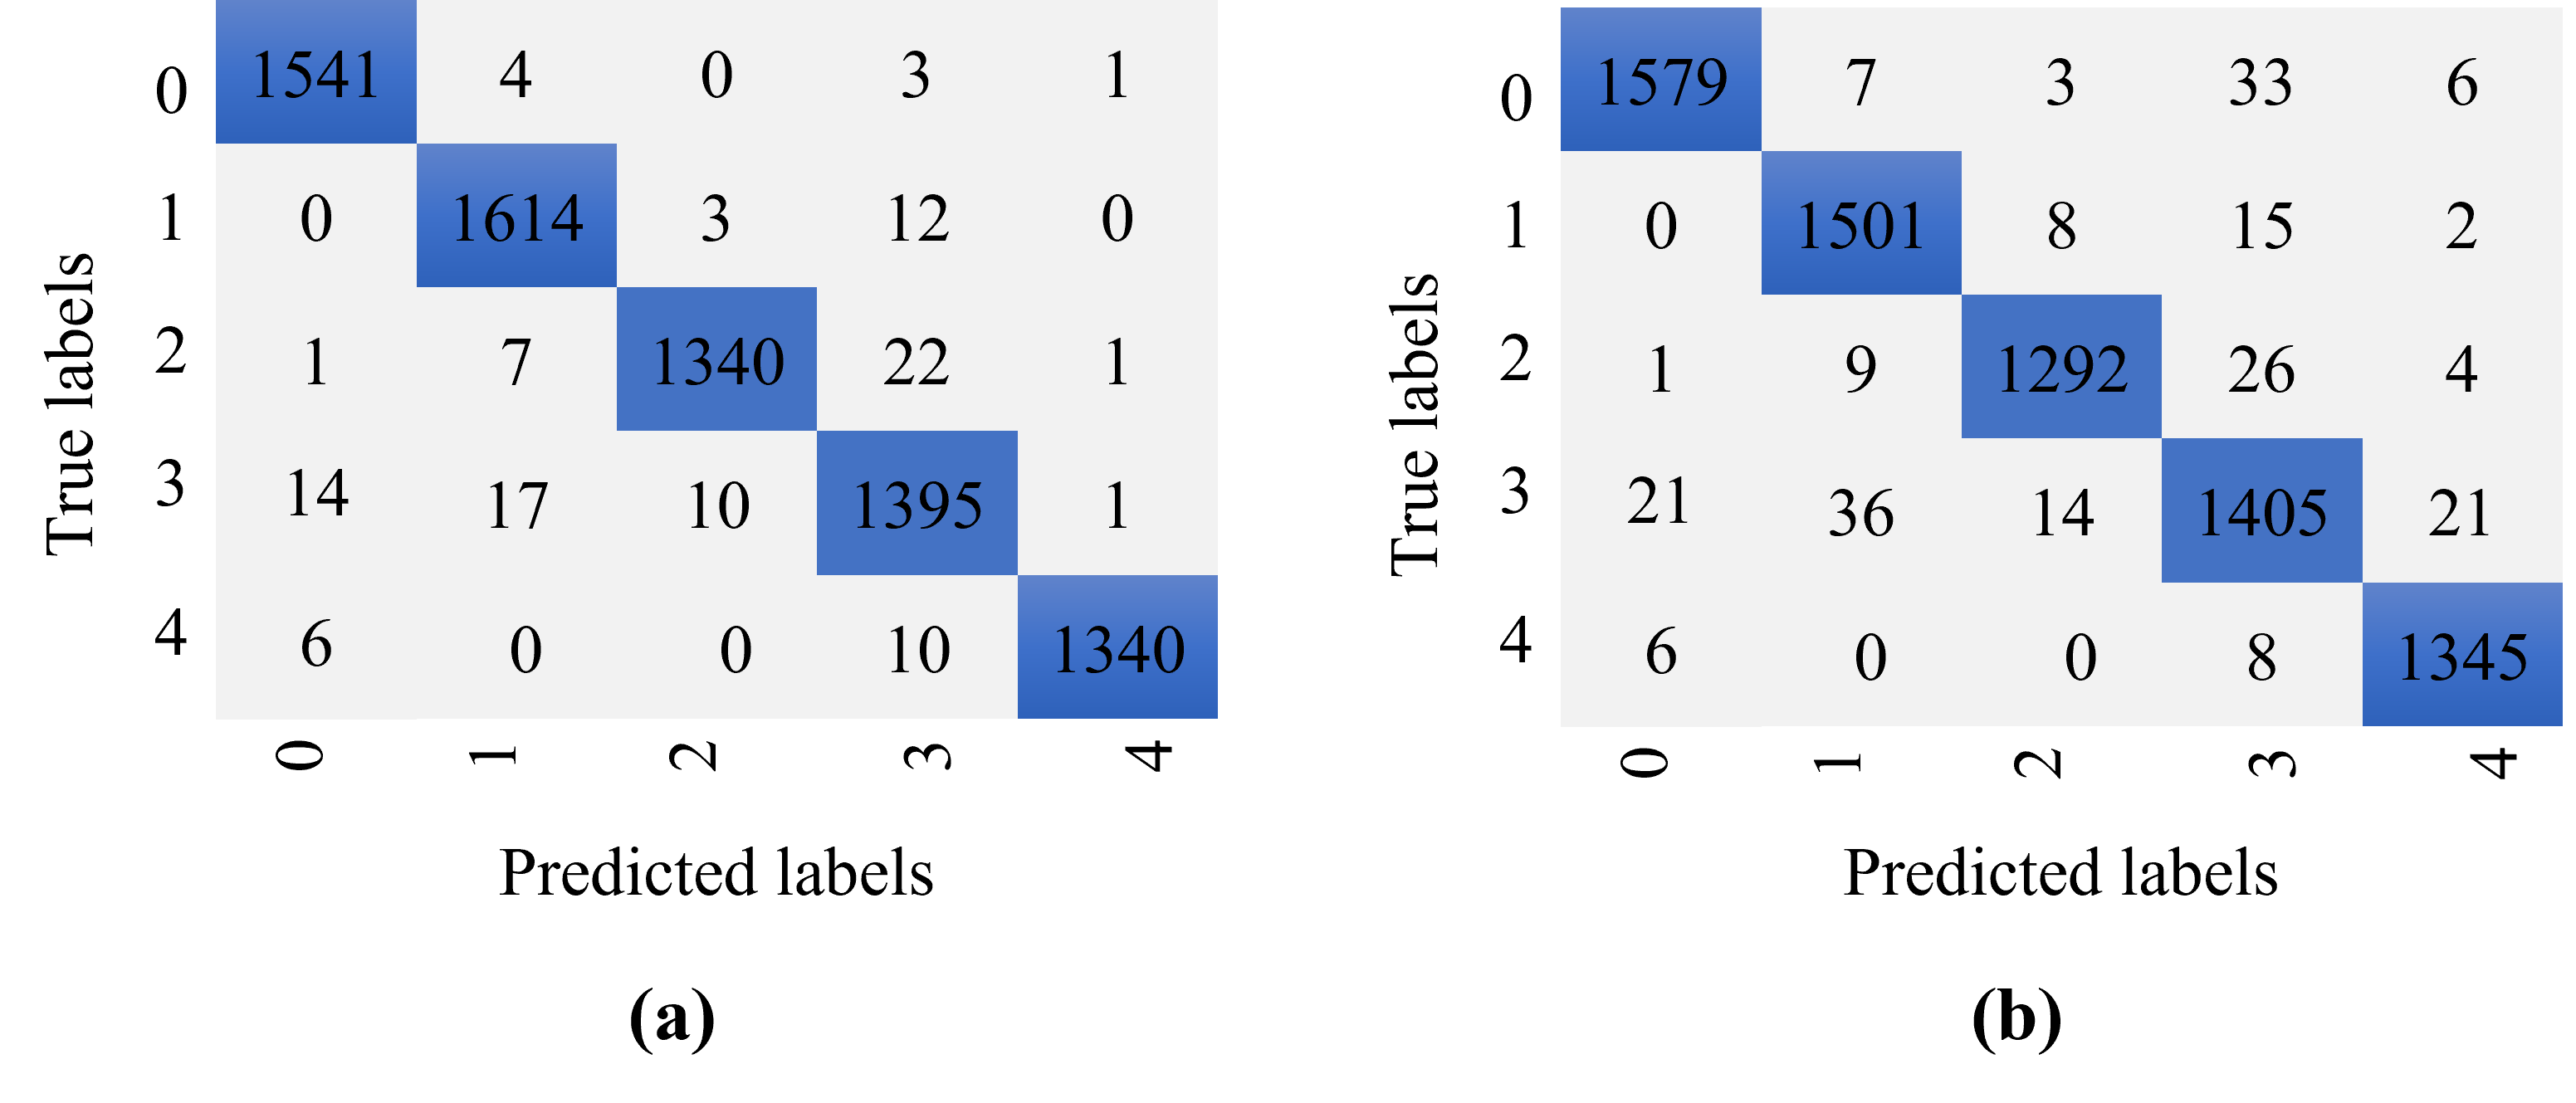 True labels
0 1541 4 0 3 1
1 0 1614 3 12 0
2 1 7 1340 22 1
3 14 17 10 1395 1
4 6 0 0 10 1340
0 1 2 3 4
Predicted labels
(a)
True labels
0 1579 7 3 33 6
1 0 1501 8 15 2
2 1 9 1292 26 4
3 21 36 14 1405 21
4 6 0 0 8 1345
0 1 2 3 4
Predicted labels
(b)